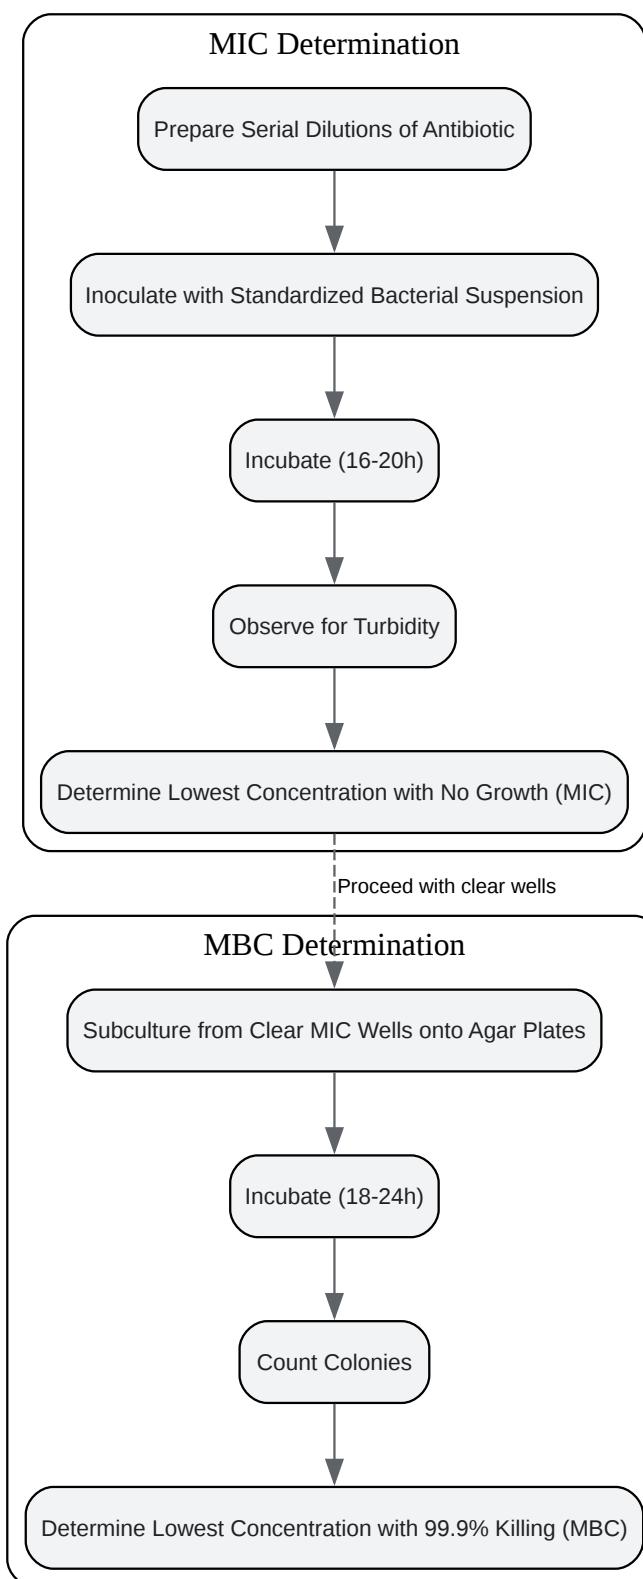 MIC Determination
Prepare Serial Dilutions of Antibiotic
Inoculate with Standardized Bacterial Suspension
Incubate (16-20h)
Observe for Turbidity
Determine Lowest Concentration with No Growth (MIC)
Proceed with clear wells
MBC Determination
Subculture from Clear MIC Wells onto Agar Plates
Incubate (18-24h)
Count Colonies
Determine Lowest Concentration with 99.9% Killing (MBC)